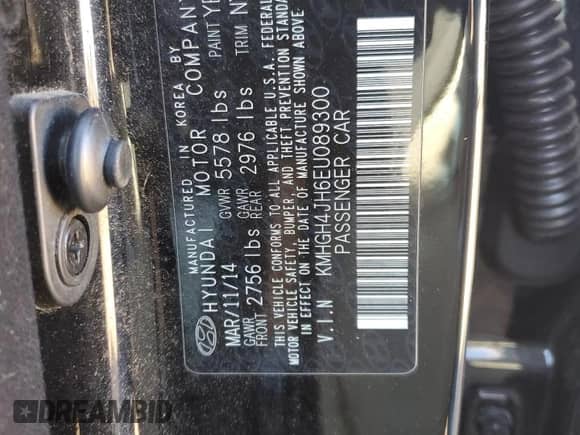 MANUFACTURED IN KOREA BY
HYUNDAI MOTOR COMPANY
MAR/11/14 GVWR 5578 lbs PAINT
GAWR FRONT 2756 lbs GAWR REAR 2976 lbs TRIM
THIS VEHICLE CONFORMS TO ALL APPLICABLE U.S.A. FEDERAL
MOTOR VEHICLE SAFETY, BUMPER, AND THEFT PREVENTION STANDARDS
IN EFFECT ON THE DATE OF MANUFACTURE SHOWN ABOVE.
V.I.N KMHGH4JH6EU089300
PASSENGER CAR
DREAMBID